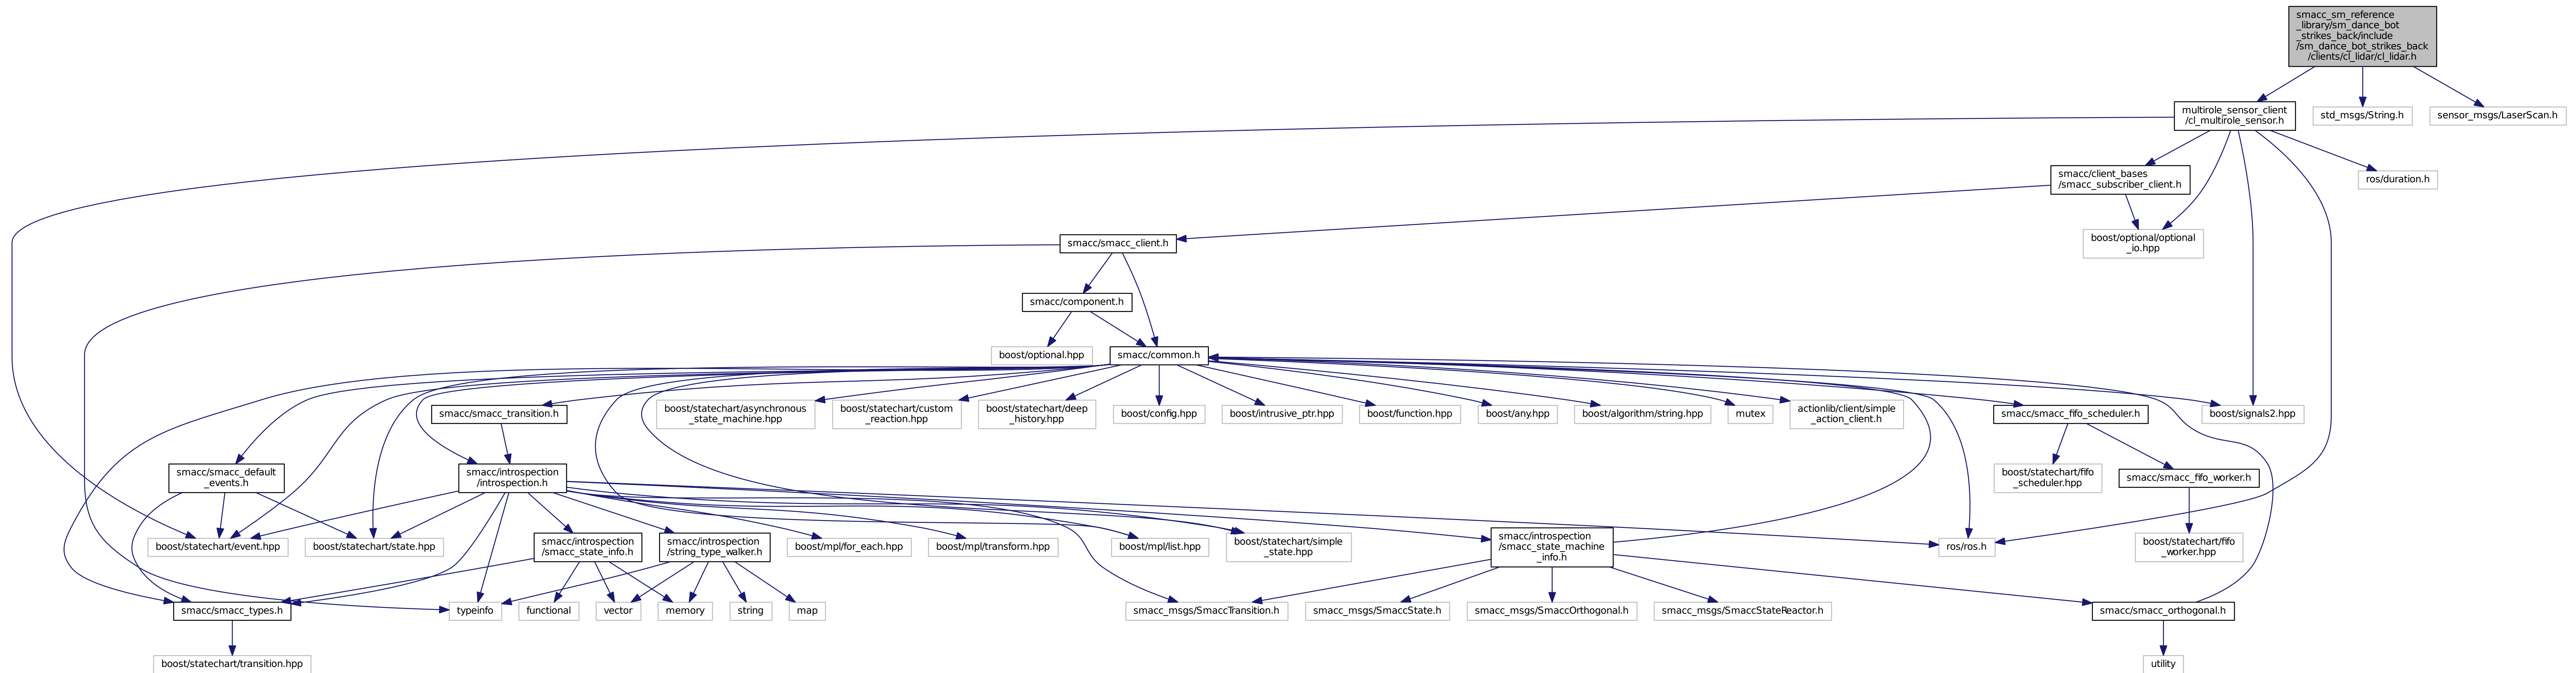 smacc_sm_reference
_library/sm_dance_bot
_strikes_back/include
/sm_dance_bot_strikes_back
/clients/cl_lidar/cl_lidar.h
multirole_sensor_client
/cl_multirole_sensor.h
std_msgs/String.h
sensor_msgs/LaserScan.h
smacc/client_bases
/smacc_subscriber_client.h
ros/duration.h
smacc/smacc_client.h
boost/optional/optional
_io.hpp
smacc/component.h
boost/optional.hpp
smacc/common.h
smacc/smacc_transition.h
boost/statechart/asynchronous
_state_machine.hpp
boost/statechart/custom
_reaction.hpp
boost/statechart/deep
_history.hpp
boost/config.hpp
boost/intrusive_ptr.hpp
boost/function.hpp
boost/any.hpp
boost/algorithm/string.hpp
mutex
actionlib/client/simple
_action_client.h
smacc/smacc_fifo_scheduler.h
boost/signals2.hpp
smacc/smacc_default
_events.h
smacc/introspection
/introspection.h
boost/statechart/fifo
_scheduler.hpp
smacc/smacc_fifo_worker.h
boost/statechart/event.hpp
boost/statechart/state.hpp
smacc/introspection
/smacc_state_info.h
smacc/introspection
/string_type_walker.h
boost/mpl/for_each.hpp
boost/mpl/transform.hpp
boost/mpl/list.hpp
boost/statechart/simple
_state.hpp
smacc/introspection
/smacc_state_machine
_info.h
ros/ros.h
boost/statechart/fifo
_worker.hpp
smacc/smacc_types.h
typeinfo
functional
vector
memory
string
map
smacc_msgs/SmaccTransition.h
smacc_msgs/SmaccState.h
smacc_msgs/SmaccOrthogonal.h
smacc_msgs/SmaccStateReactor.h
smacc/smacc_orthogonal.h
boost/statechart/transition.hpp
utility